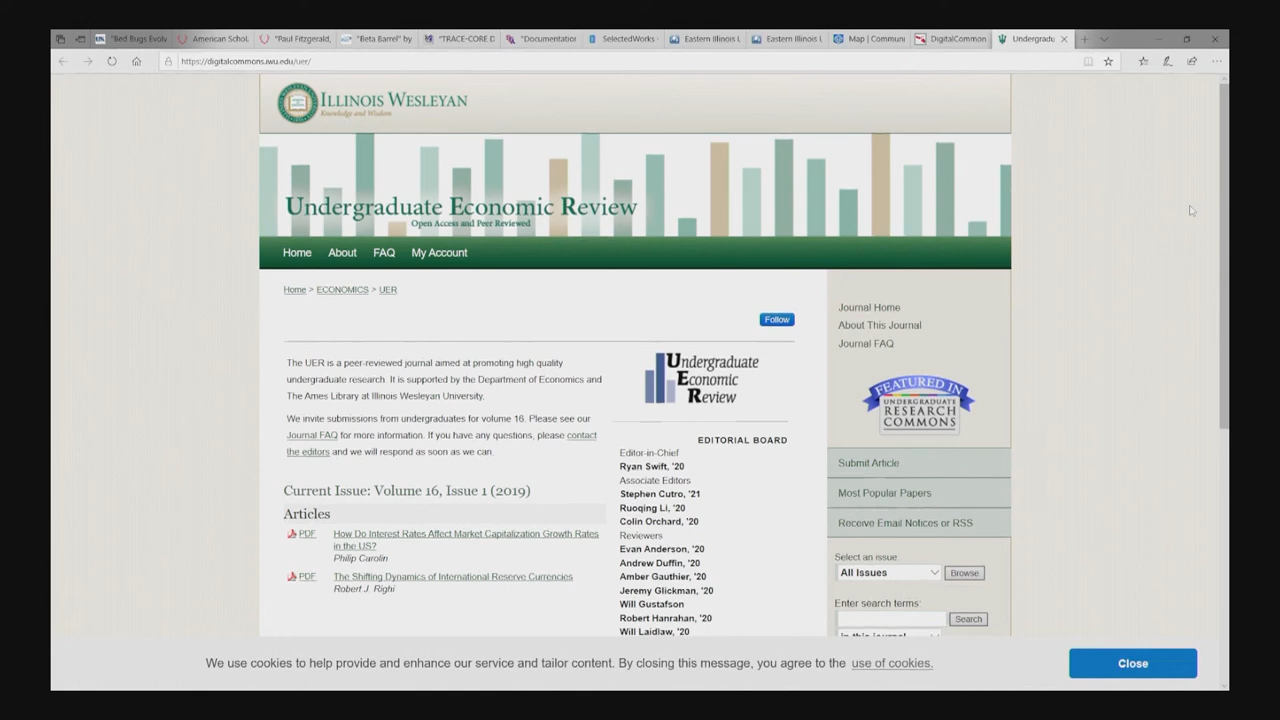 "Bed Bugs Evolv
American Schol
"Paul Fitzgerald,
"Beta Barrel" by
"TRACE-CORE D
"Documentation
SelectedWorks -
Eastern Illinois U
Eastern Illinois U
Map | Communi
DigitalCommon
Undergradu
https://digitalcommons.iwu.edu/uer/
ILLINOIS WESLEYAN
Knowledge and Wisdom
Undergraduate Economic Review
Open Access and Peer Reviewed
Home About FAQ My Account
Home > ECONOMICS > UER
Follow
The UER is a peer-reviewed journal aimed at promoting high quality
undergraduate research. It is supported by the Department of Economics and
The Ames Library at Illinois Wesleyan University.
We invite submissions from undergraduates for volume 16. Please see our
Journal FAQ for more information. If you have any questions, please contact
the editors and we will respond as soon as we can.
Current Issue: Volume 16, Issue 1 (2019)
Articles
PDF How Do Interest Rates Affect Market Capitalization Growth Rates
in the US?
Philip Carolin
PDF The Shifting Dynamics of International Reserve Currencies
Robert J. Righi
Undergraduate
Economic
Review
EDITORIAL BOARD
Editor-in-Chief
Ryan Swift, '20
Associate Editors
Stephen Cutro, '21
Ruoqing Li, '20
Colin Orchard, '20
Reviewers
Evan Anderson, '20
Andrew Duffin, '20
Amber Gauthier, '20
Jeremy Glickman, '20
Will Gustafson
Robert Hanrahan, '20
Will Laidlaw, '20
Journal Home
About This Journal
Journal FAQ
FEATURED IN
UNDERGRADUATE
RESEARCH
COMMONS
Submit Article
Most Popular Papers
Receive Email Notices or RSS
Select an issue:
All Issues Browse
Enter search terms:
Search
in this journal
We use cookies to help provide and enhance our service and tailor content. By closing this message, you agree to the use of cookies.
Close